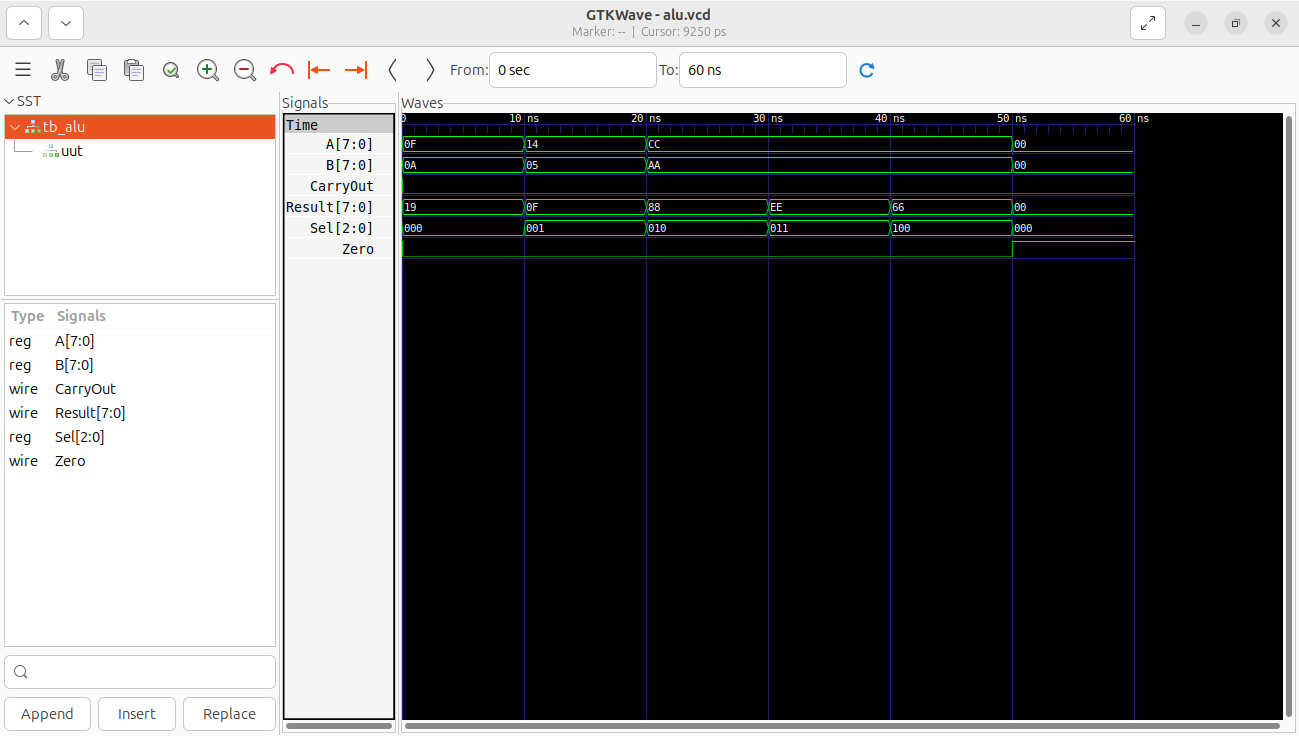 GTKWave - alu.vcd
Marker: -- | Cursor: 9250 ps
From: 0 sec To: 60 ns
SST
tb_alu
uut
Type Signals
reg A[7:0]
reg B[7:0]
wire CarryOut
wire Result[7:0]
reg Sel[2:0]
wire Zero
Append Insert Replace
Signals
Time
A[7:0]
B[7:0]
CarryOut
Result[7:0]
Sel[2:0]
Zero
Waves
0 10 ns 20 ns 30 ns 40 ns 50 ns 60 ns
0F 14 CC 00
0A 05 AA 00
19 0F 88 EE 66 00
000 001 010 011 100 000